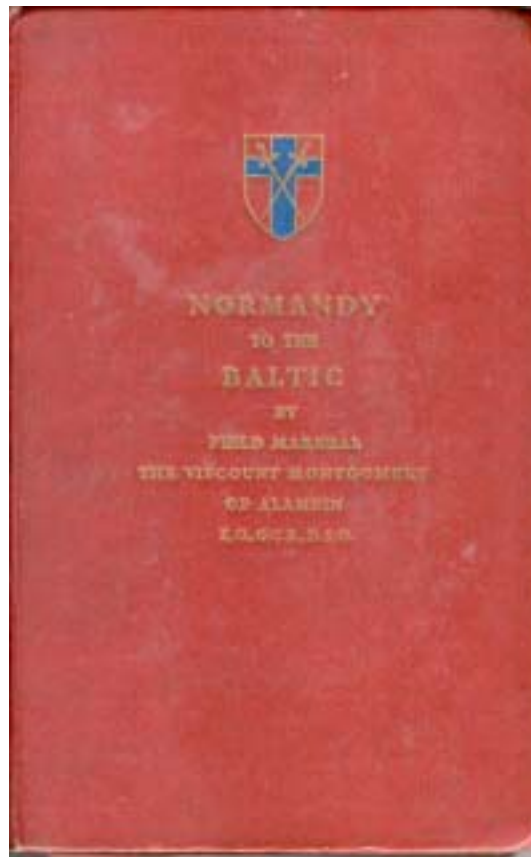 NORMANDY
TO THE
BALTIC
BY
FIELD MARSHAL
THE VISCOUNT MONTGOMERY
OF ALAMEIN
K.G., G.C.B., D.S.O.